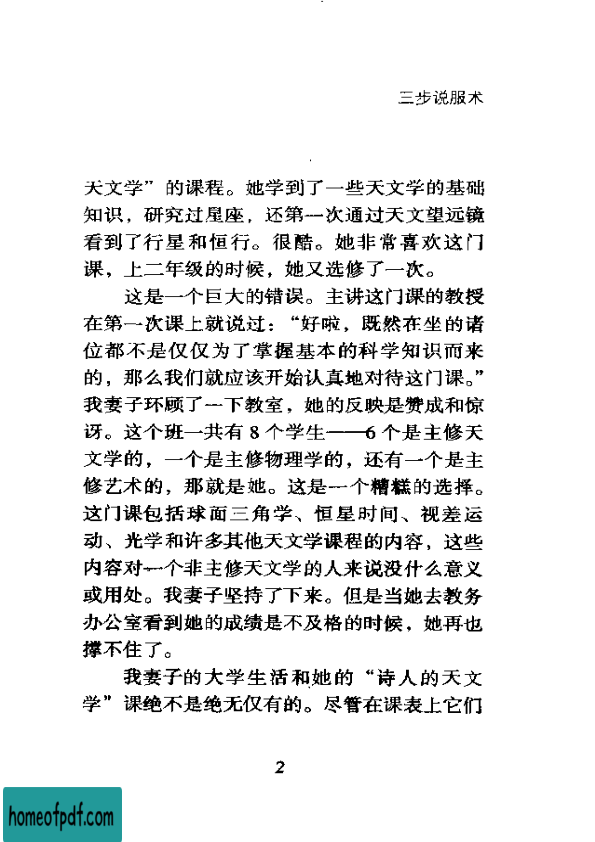 三步说服术
天文学”的课程。她学到了一些天文学的基础
知识，研究过星座，还第一次通过天文望远镜
看到了行星和恒行。很酷。她非常喜欢这门
课，上二年级的时候，她又选修了一次。
这是一个巨大的错误。主讲这门课的教授
在第一次课上就说过：“好啦，既然在坐的诸
位都不是仅仅为了掌握基本的科学知识而来
的，那么我们就应该开始认真地对待这门课。”
我妻子环顾了一下教室，她的反映是赞成和惊
讶。这个班一共有8个学生——6个是主修天
文学的，一个是主修物理学的，还有一个是主
修艺术的，那就是她。这是一个糟糕的选择。
这门课包括球面三角学、恒星时间、视差运
动、光学和许多其他天文学课程的内容，这些
内容对一个非主修天文学的人来说没什么意义
或用处。我妻子坚持了下来。但是当她去教务
办公室看到她的成绩是不及格的时候，她再也
撑不住了。
我妻子的大学生活和她的“诗人的天文
学”课绝不是绝无仅有的。尽管在课表上它们
2
homeofpdf.com